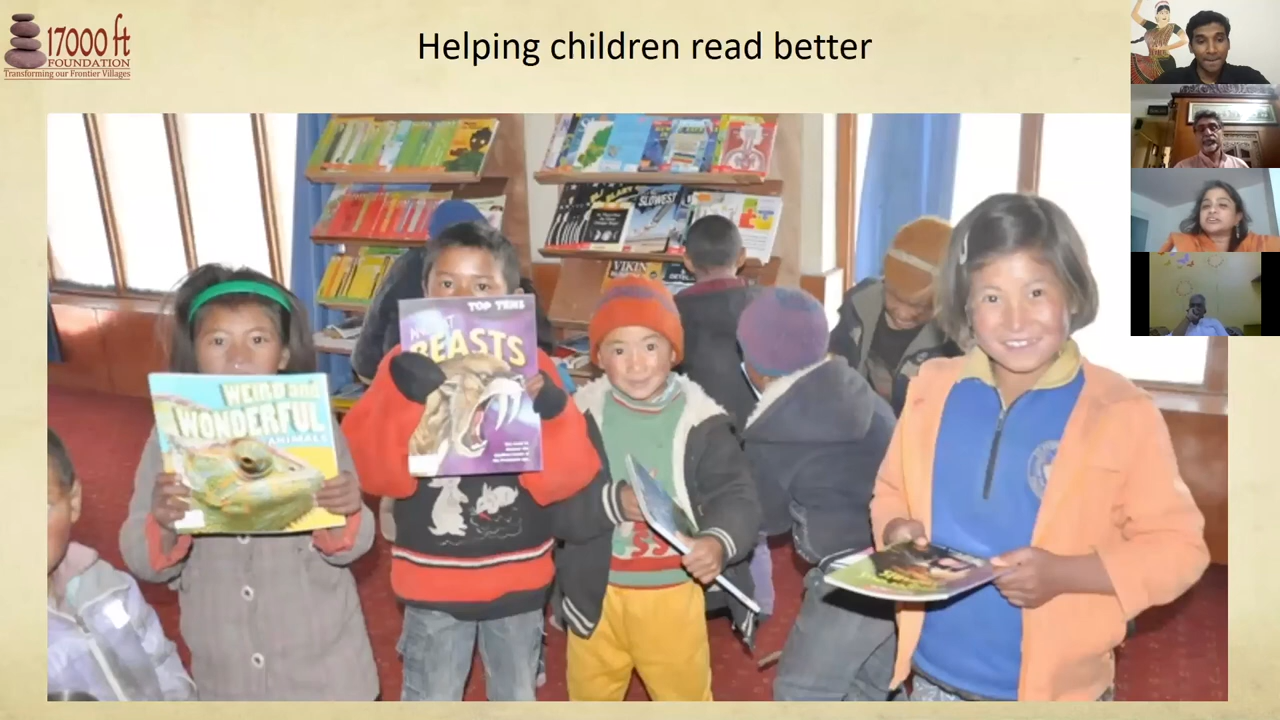 17000 ft
FOUNDATION
Transforming our Frontier Villages
Helping children read better
SLOWEST
VIKING
TOP TENS
BEASTS
WEIRD and
WONDERFUL
ANIMALS